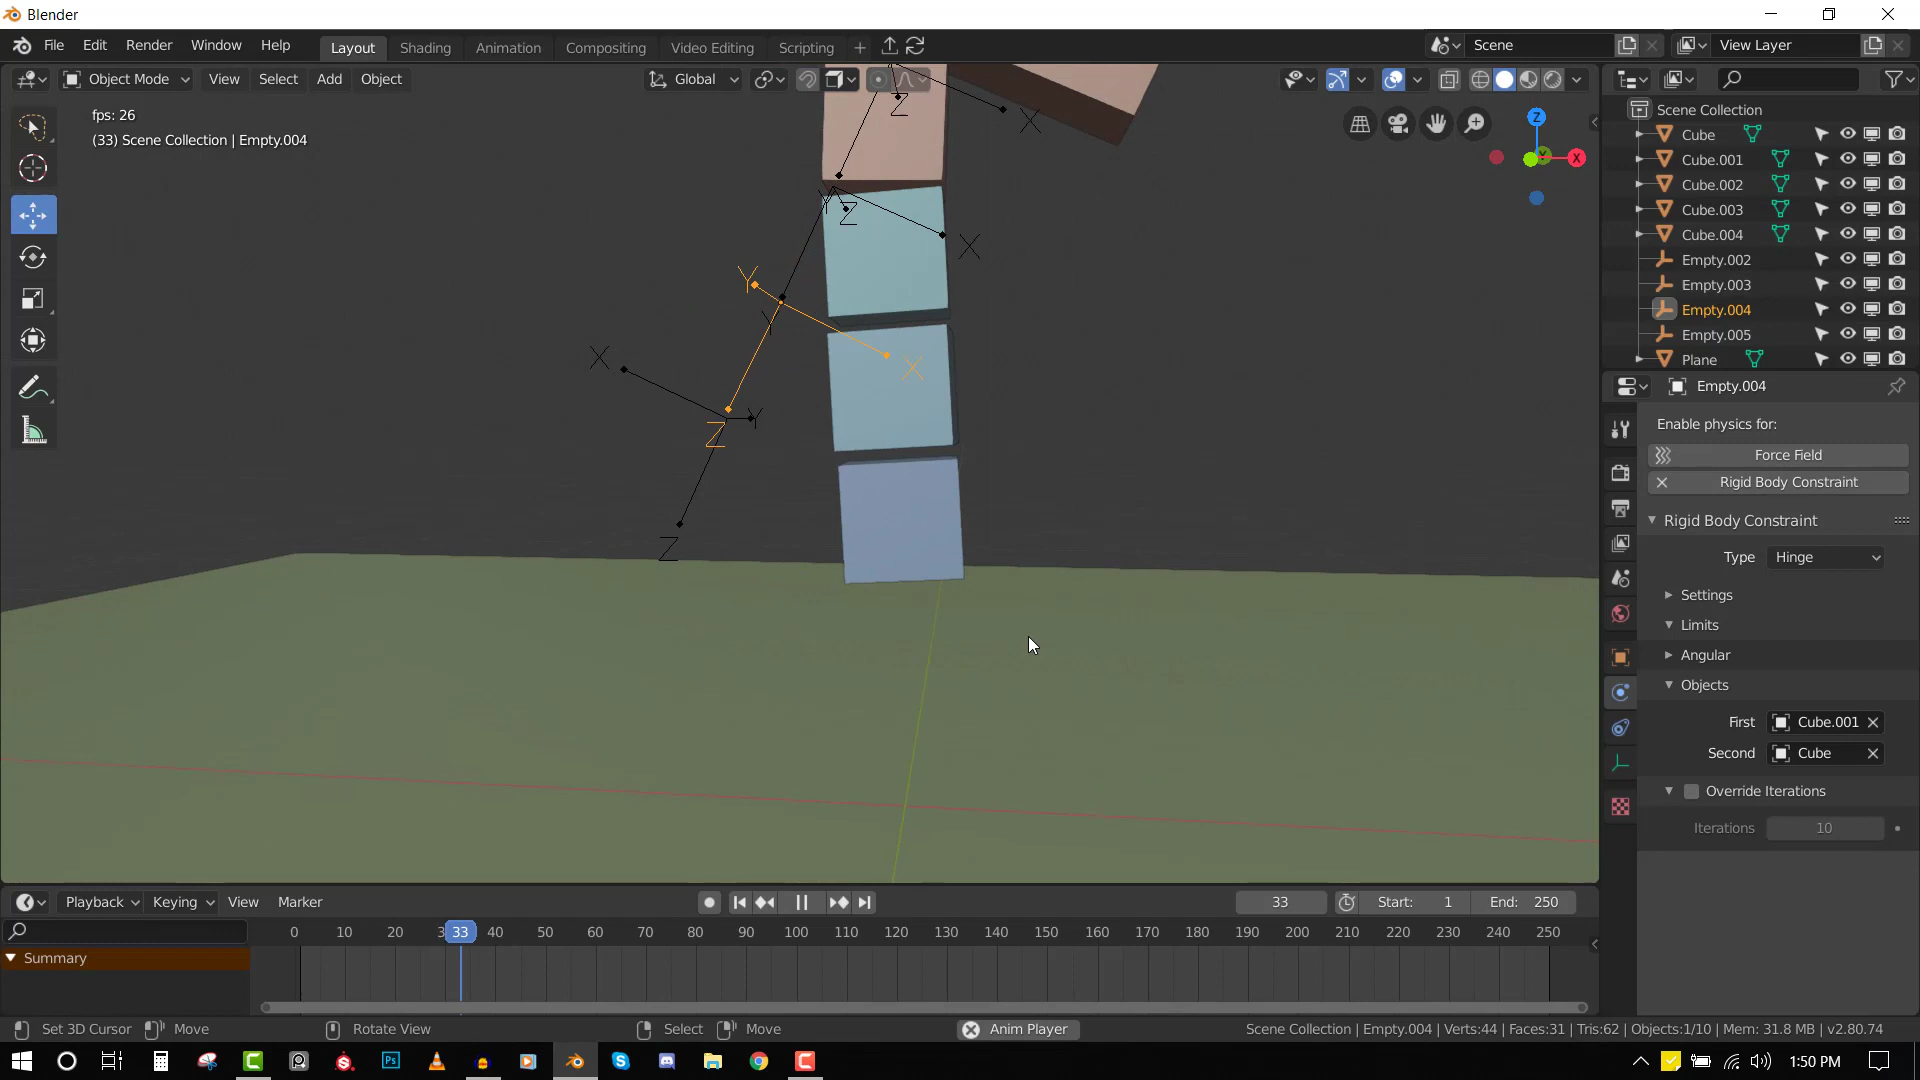 Blender
File Edit Render Window Help Layout Shading Animation Compositing Video Editing Scripting + Scene View Layer
Object Mode View Select Add Object Global
fps: 26
(33) Scene Collection | Empty.004
Z
X
Y
Z
X
Y
Y
X
X
Y
Z
Z
Z
X
Scene Collection
Cube
Cube.001
Cube.002
Cube.003
Cube.004
Empty.002
Empty.003
Empty.004
Empty.005
Plane
Empty.004
Enable physics for:
Force Field
Rigid Body Constraint
Rigid Body Constraint
Type Hinge
Settings
Limits
Angular
Objects
First Cube.001
Second Cube
Override Iterations
Iterations 10
Playback Keying View Marker 33 Start: 1 End: 250
0 10 20 3 33 40 50 60 70 80 90 100 110 120 130 140 150 160 170 180 190 200 210 220 230 240 250
Summary
Set 3D Cursor Move Rotate View Select Move Anim Player Scene Collection | Empty.004 | Verts:44 | Faces:31 | Tris:62 | Objects:1/10 | Mem: 31.8 MB | v2.80.74
Ps 1:50 PM